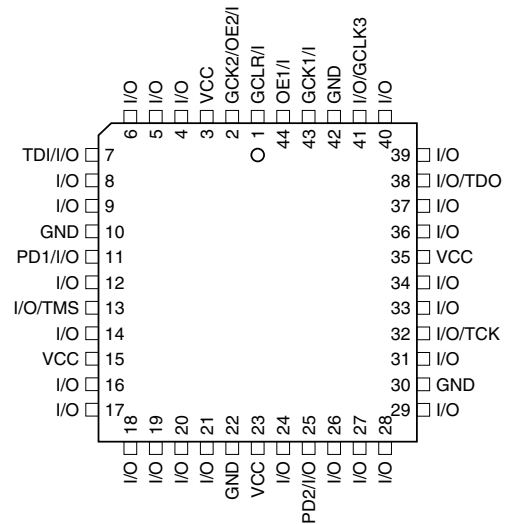 I/O
I/O
I/O
VCC
GCK2/OE2/I
GCLR/I
OE1/I
GCK1/I
GND
I/O/GCLK3
I/O
6
5
4
3
2
1
44
43
42
41
40
TDI/I/O 7
I/O 8
I/O 9
GND 10
PD1/I/O 11
I/O 12
I/O/TMS 13
I/O 14
VCC 15
I/O 16
I/O 17
39 I/O
38 I/O/TDO
37 I/O
36 I/O
35 VCC
34 I/O
33 I/O
32 I/O/TCK
31 I/O
30 GND
29 I/O
18
19
20
21
22
23
24
25
26
27
28
I/O
I/O
I/O
I/O
GND
VCC
I/O
PD2/I/O
I/O
I/O
I/O